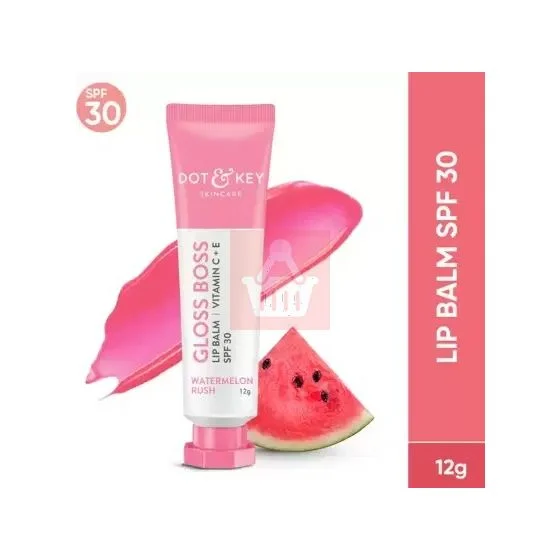 SPF
30
DOT & KEY
SKINCARE
GLOSS BOSS
LIP BALM | VITAMIN C + E
SPF 30
WATERMELON
RUSH
12g
LIP BALM SPF 30
12g